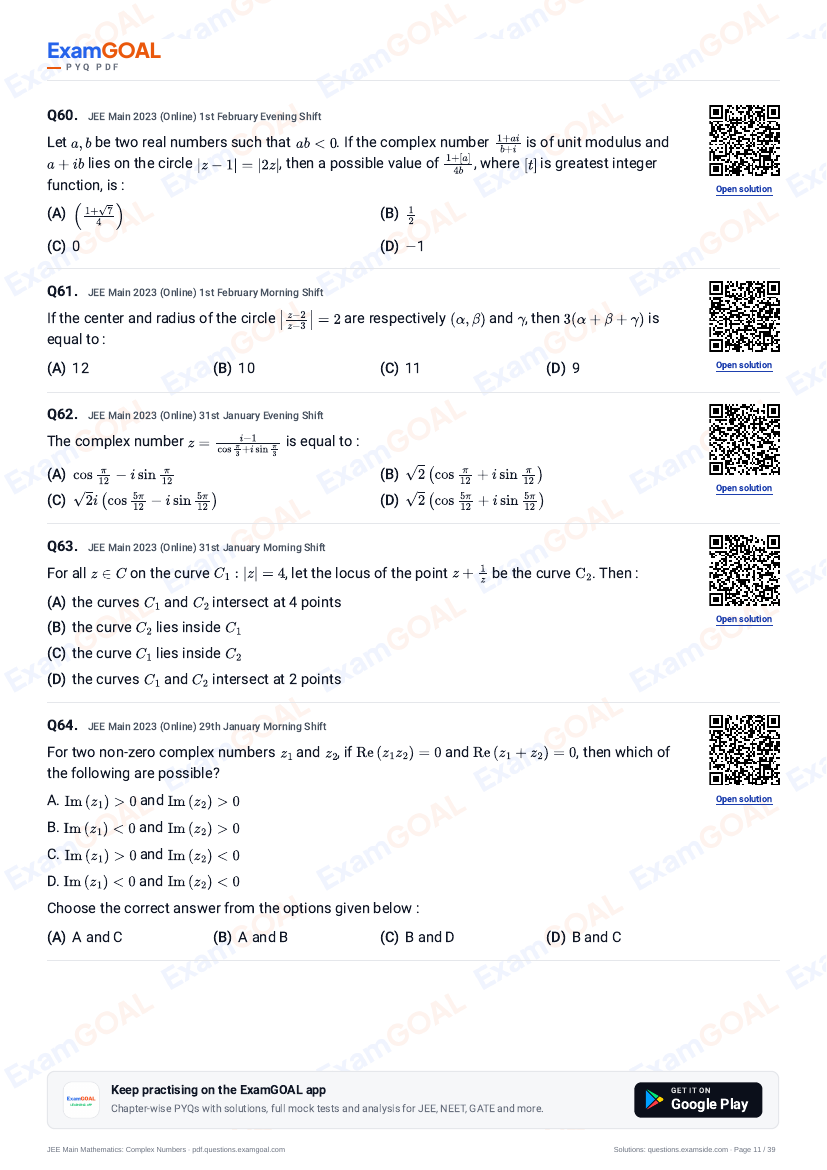 ExamGOAL
PYQ PDF
Q60. JEE Main 2023 (Online) 1st February Evening Shift
Let a, b be two real numbers such that ab < 0. If the complex number (1+ai)/(b+i) is of unit modulus and
a + ib lies on the circle |z − 1| = |2z|, then a possible value of (1+[a])/(4b), where [t] is greatest integer
function, is :
(A) ((1+√7)/4) (B) 1/2
(C) 0 (D) −1
Open solution
Q61. JEE Main 2023 (Online) 1st February Morning Shift
If the center and radius of the circle |(z−2)/(z−3)| = 2 are respectively (α, β) and γ, then 3(α + β + γ) is
equal to :
(A) 12 (B) 10 (C) 11 (D) 9
Open solution
Q62. JEE Main 2023 (Online) 31st January Evening Shift
The complex number z = (i−1)/(cos π/3 + i sin π/3) is equal to :
(A) cos π/12 − i sin π/12 (B) √2 (cos π/12 + i sin π/12)
(C) √2i (cos 5π/12 − i sin 5π/12) (D) √2 (cos 5π/12 + i sin 5π/12)
Open solution
Q63. JEE Main 2023 (Online) 31st January Morning Shift
For all z ∈ C on the curve C₁ : |z| = 4, let the locus of the point z + 1/z be the curve C₂. Then :
(A) the curves C₁ and C₂ intersect at 4 points
(B) the curve C₂ lies inside C₁
(C) the curve C₁ lies inside C₂
(D) the curves C₁ and C₂ intersect at 2 points
Open solution
Q64. JEE Main 2023 (Online) 29th January Morning Shift
For two non-zero complex numbers z₁ and z₂, if Re (z₁z₂) = 0 and Re (z₁ + z₂) = 0, then which of
the following are possible?
A. Im (z₁) > 0 and Im (z₂) > 0
B. Im (z₁) < 0 and Im (z₂) > 0
C. Im (z₁) > 0 and Im (z₂) < 0
D. Im (z₁) < 0 and Im (z₂) < 0
Choose the correct answer from the options given below :
(A) A and C (B) A and B (C) B and D (D) B and C
Open solution
ExamGOAL
Keep practising on the ExamGOAL app
Chapter-wise PYQs with solutions, full mock tests and analysis for JEE, NEET, GATE and more.
GET IT ON
Google Play
JEE Main Mathematics: Complex Numbers · pdf.questions.examgoal.com Solutions: questions.examside.com · Page 11 / 39